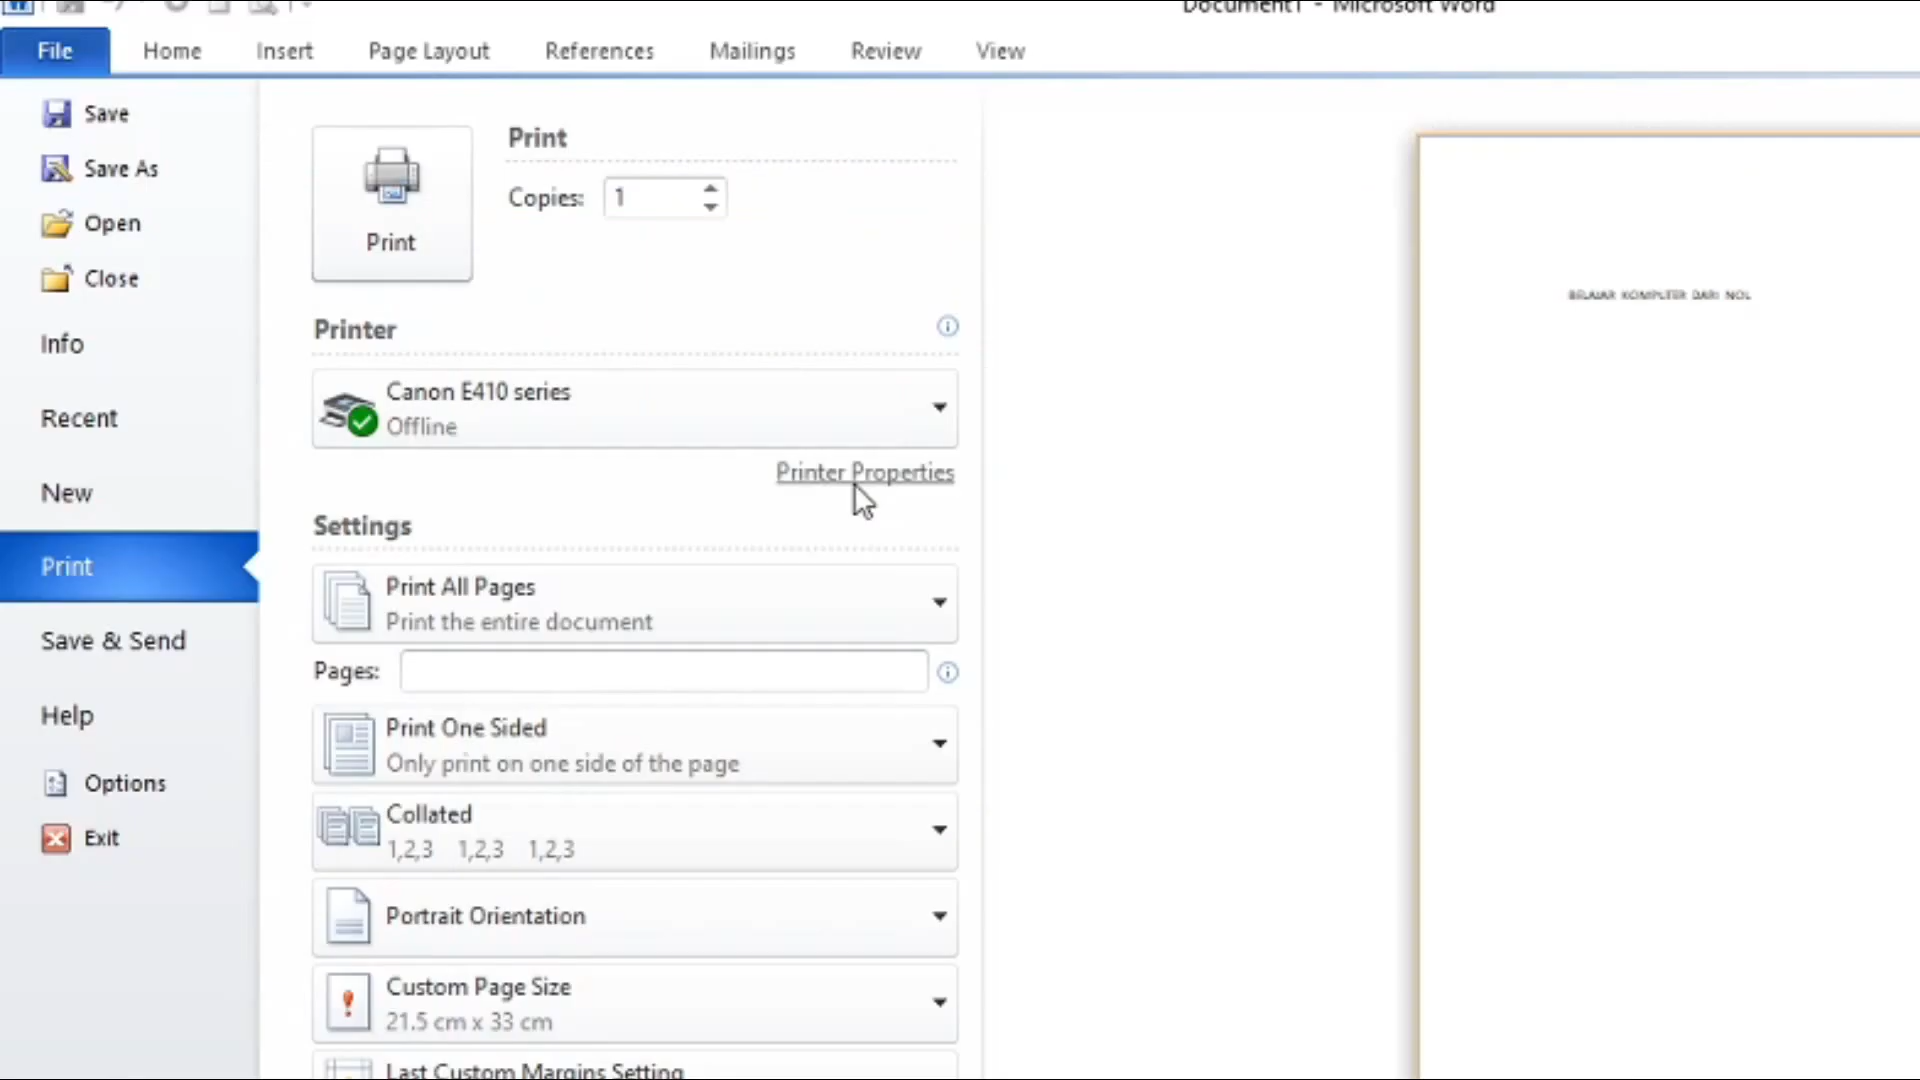 Document1 - Microsoft Word
File Home Insert Page Layout References Mailings Review View
Save
Save As
Open
Close
Info
Recent
New
Print
Save & Send
Help
Options
Exit
Print
Print
Copies: 1
Printer
Canon E410 series
Offline
Printer Properties
Settings
Print All Pages
Print the entire document
Pages:
Print One Sided
Only print on one side of the page
Collated
1,2,3 1,2,3 1,2,3
Portrait Orientation
Custom Page Size
21.5 cm x 33 cm
Last Custom Margins Setting
BELAJAR KOMPUTER DARI NOL